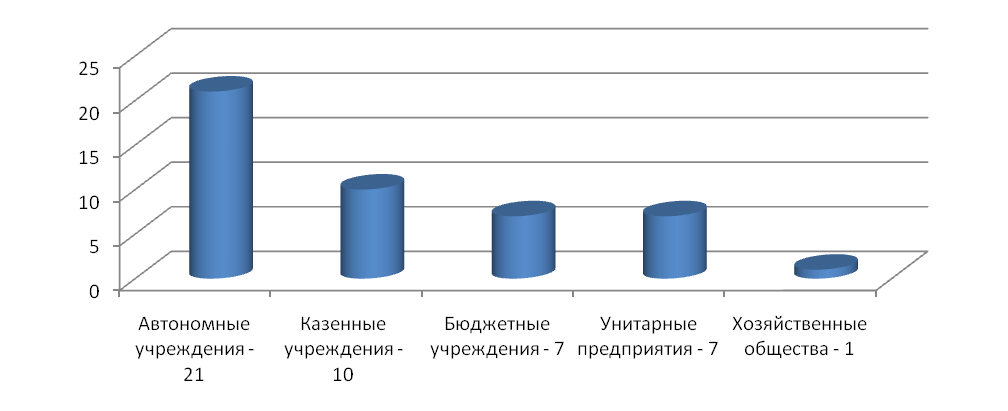 25
20
15
10
5
0
Автономные
учреждения -
21
Казенные
учреждения -
10
Бюджетные
учреждения - 7
Унитарные
предприятия - 7
Хозяйственные
общества - 1